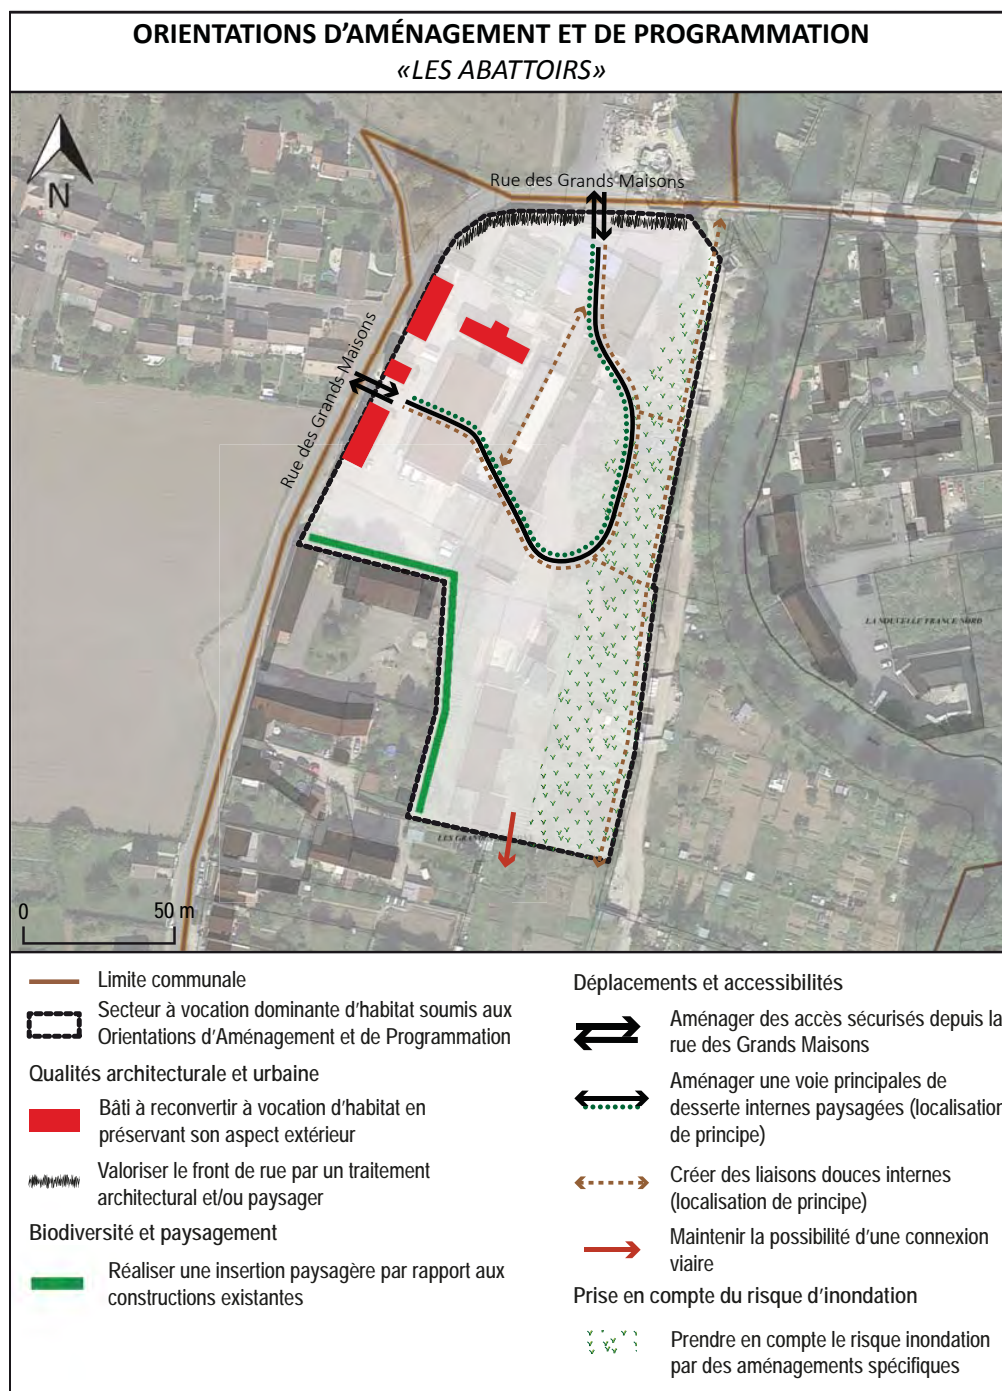 ORIENTATIONS D'AMÉNAGEMENT ET DE PROGRAMMATION
«LES ABATTOIRS»
Rue des Grands Maisons
N
Rue des Grands Maisons
LA NOUVELLE FRANCE NORD
LES GRAND
0
50 m
Limite communale
Secteur à vocation dominante d'habitat soumis aux
Orientations d'Aménagement et de Programmation
Qualités architecturale et urbaine
Bâti à reconvertir à vocation d'habitat en
préservant son aspect extérieur
Valoriser le front de rue par un traitement
architectural et/ou paysager
Biodiversité et paysagement
Réaliser une insertion paysagère par rapport aux
constructions existantes
Déplacements et accessibilités
Aménager des accès sécurisés depuis la
rue des Grands Maisons
Aménager une voie principales de
desserte internes paysagées (localisation
de principe)
Créer des liaisons douces internes
(localisation de principe)
Maintenir la possibilité d'une connexion
viaire
Prise en compte du risque d'inondation
Prendre en compte le risque inondation
par des aménagements spécifiques